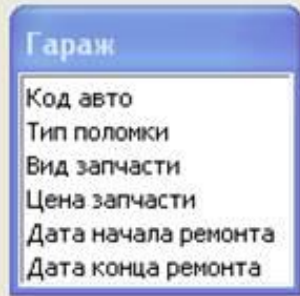 Гараж
Код авто
Тип поломки
Вид запчасти
Цена запчасти
Дата начала ремонта
Дата конца ремонта